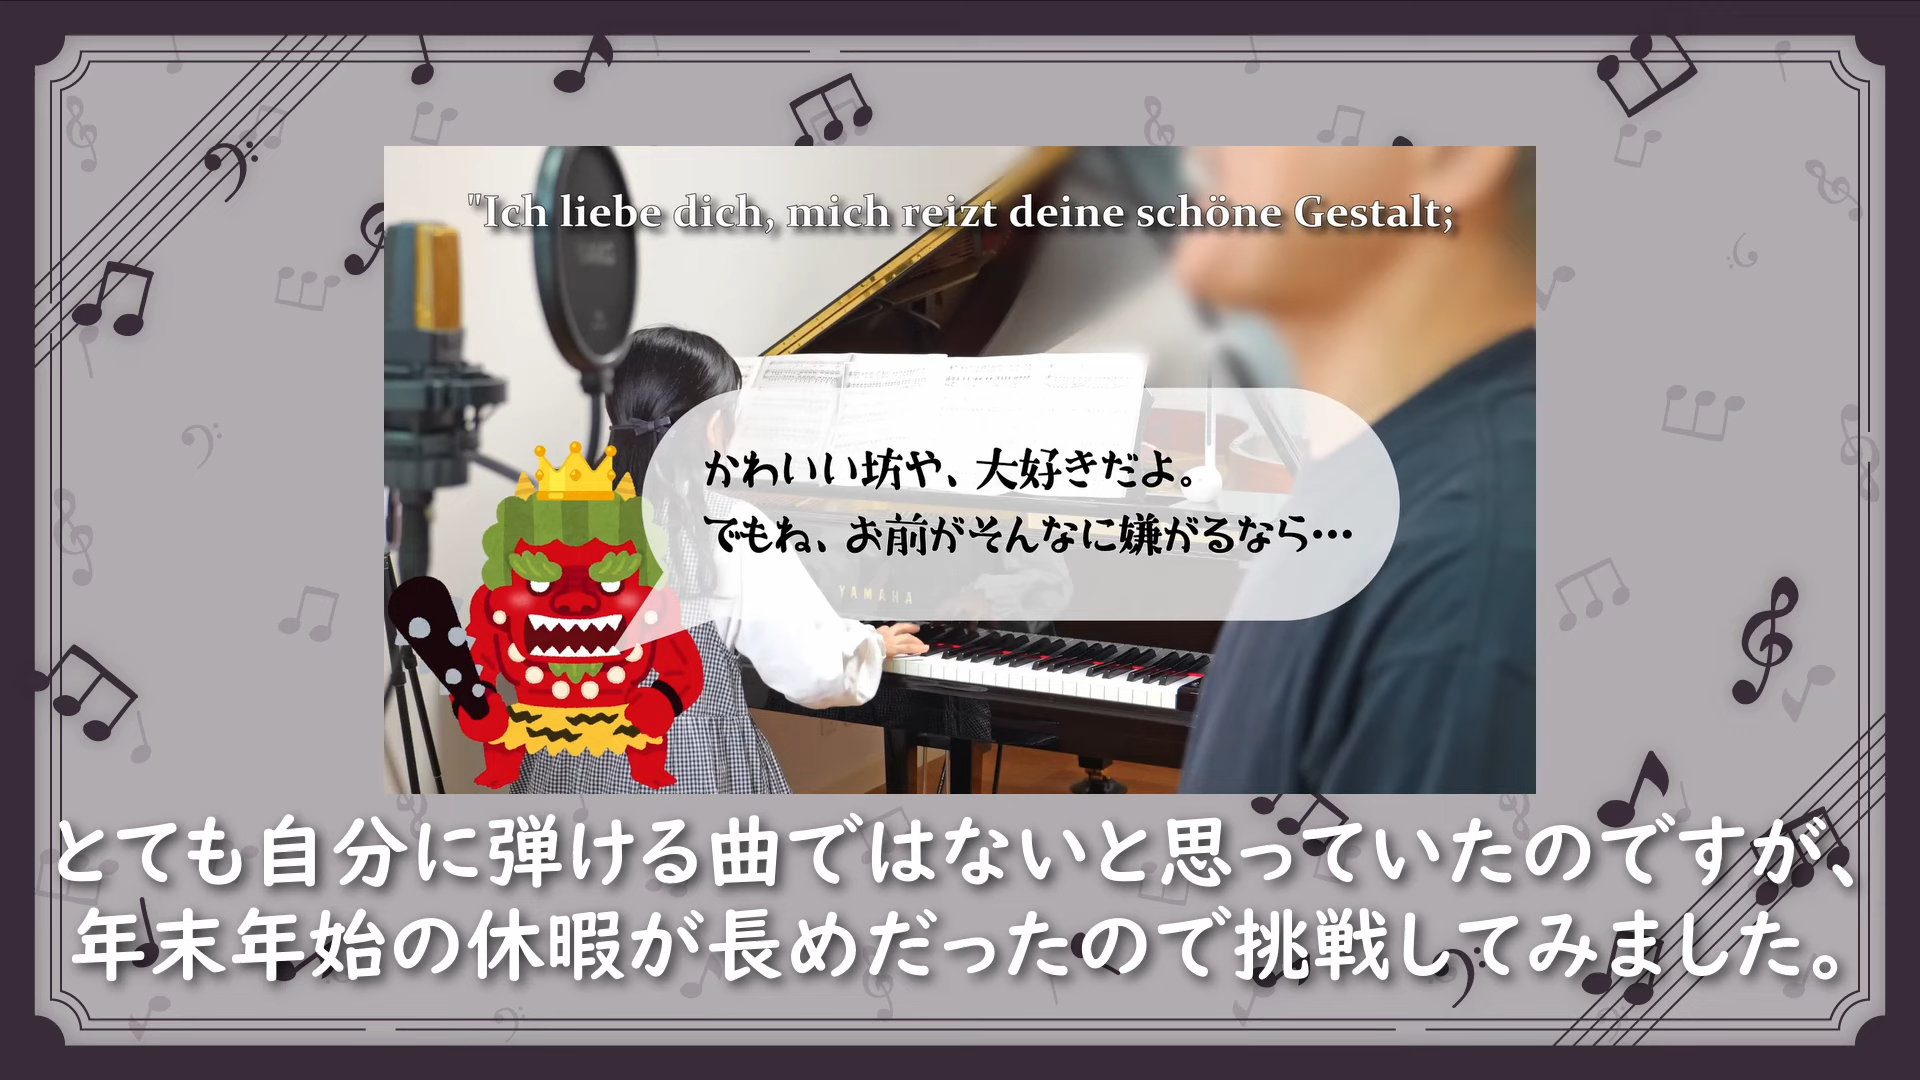 "Ich liebe dich, mich reizt deine schöne Gestalt;
かわいい坊や、大好きだよ。
でもね、お前がそんなに嫌がるなら…
YAMAHA
とても自分に弾ける曲ではないと思っていたのですが、
年末年始の休暇が長めだったので挑戦してみました。